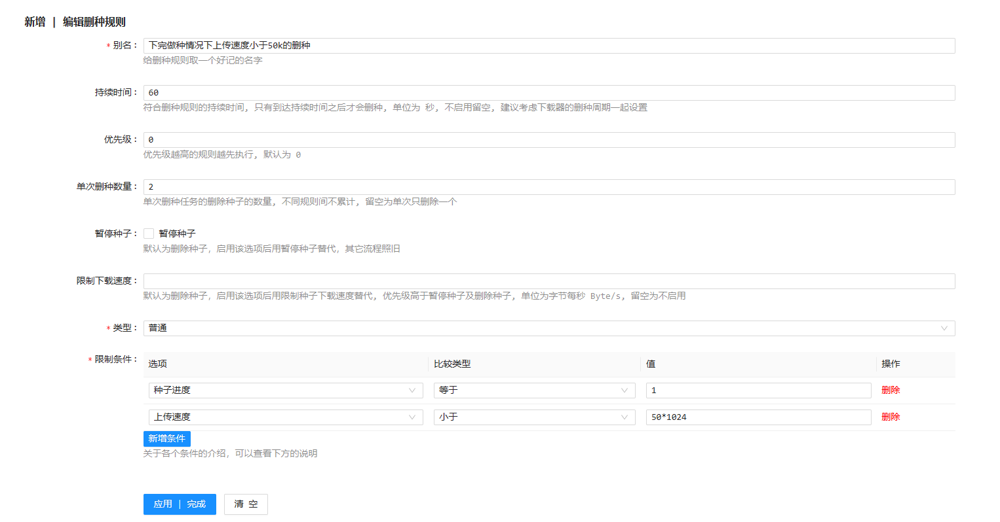 新增 | 编辑删种规则
* 别名: 下完做种情况下上传速度小于50k的删种
给删种规则取一个好记的名字
持续时间: 60
符合删种规则的持续时间, 只有到达持续时间之后才会删种, 单位为 秒, 不启用留空, 建议考虑下载器的删种周期一起设置
优先级: 0
优先级越高的规则越先执行, 默认为 0
单次删种数量: 2
单次删种任务的删除种子的数量, 不同规则间不累计, 留空为单次只删除一个
暂停种子: 暂停种子
默认为删除种子, 启用该选项后用暂停种子替代, 其它流程照旧
限制下载速度:
默认为删除种子, 启用该选项后用限制种子下载速度替代, 优先级高于暂停种子及删除种子, 单位为字节每秒 Byte/s, 留空为不启用
* 类型: 普通
* 限制条件: 选项 比较类型 值 操作
种子进度 等于 1 删除
上传速度 小于 50*1024 删除
新增条件
关于各个条件的介绍, 可以查看下方的说明
应用 | 完成 清 空